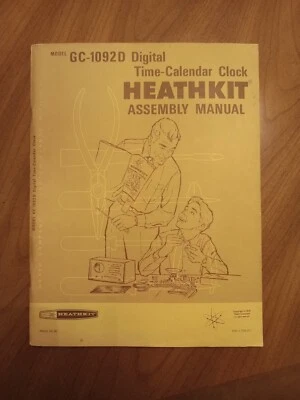 MODEL GC-1092D Digital
Time-Calendar Clock
HEATHKIT
ASSEMBLY MANUAL
HEATHKIT